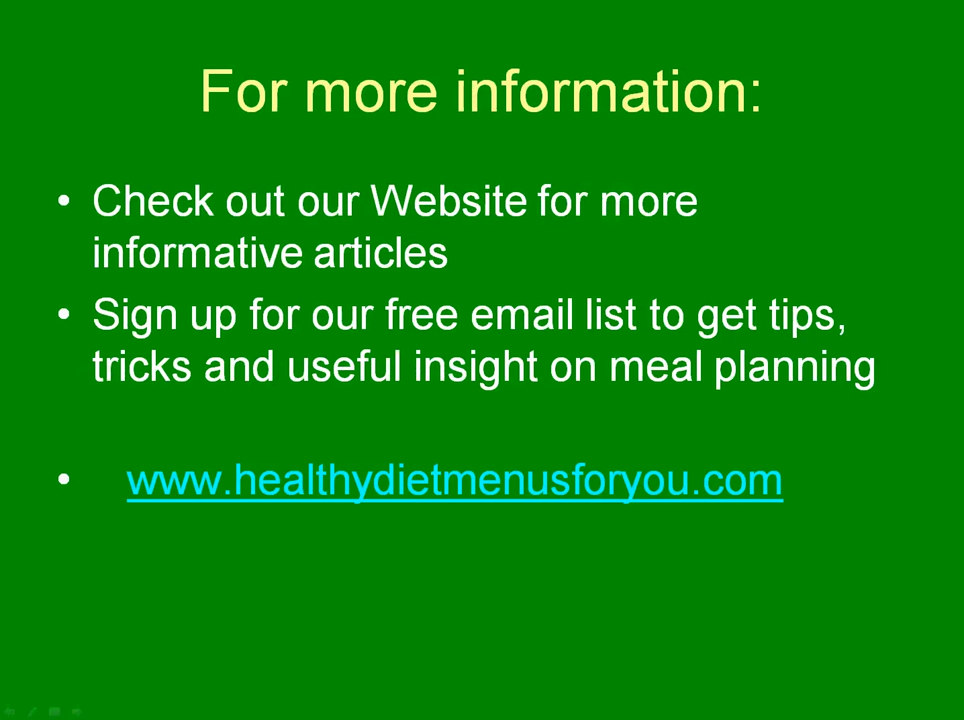 For more information:
• Check out our Website for more
informative articles
• Sign up for our free email list to get tips,
tricks and useful insight on meal planning
• www.healthydietmenusforyou.com